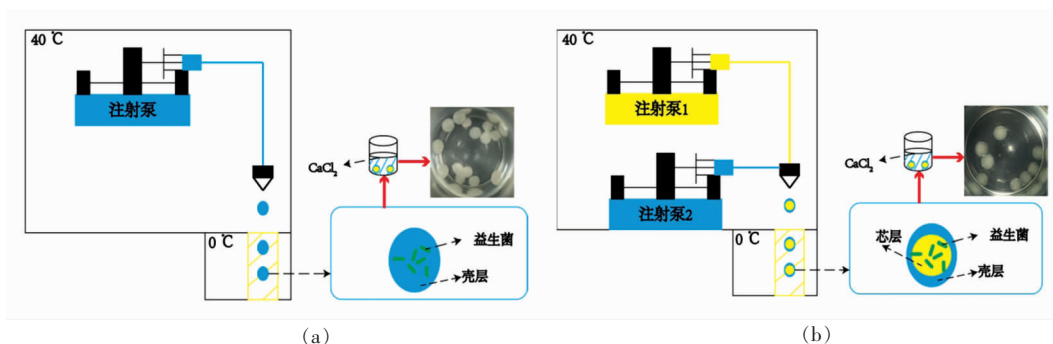 40 ℃
注射泵
CaCl₂
0 ℃
益生菌
壳层
(a)
40 ℃
注射泵1
注射泵2
CaCl₂
0 ℃
芯层
益生菌
壳层
(b)